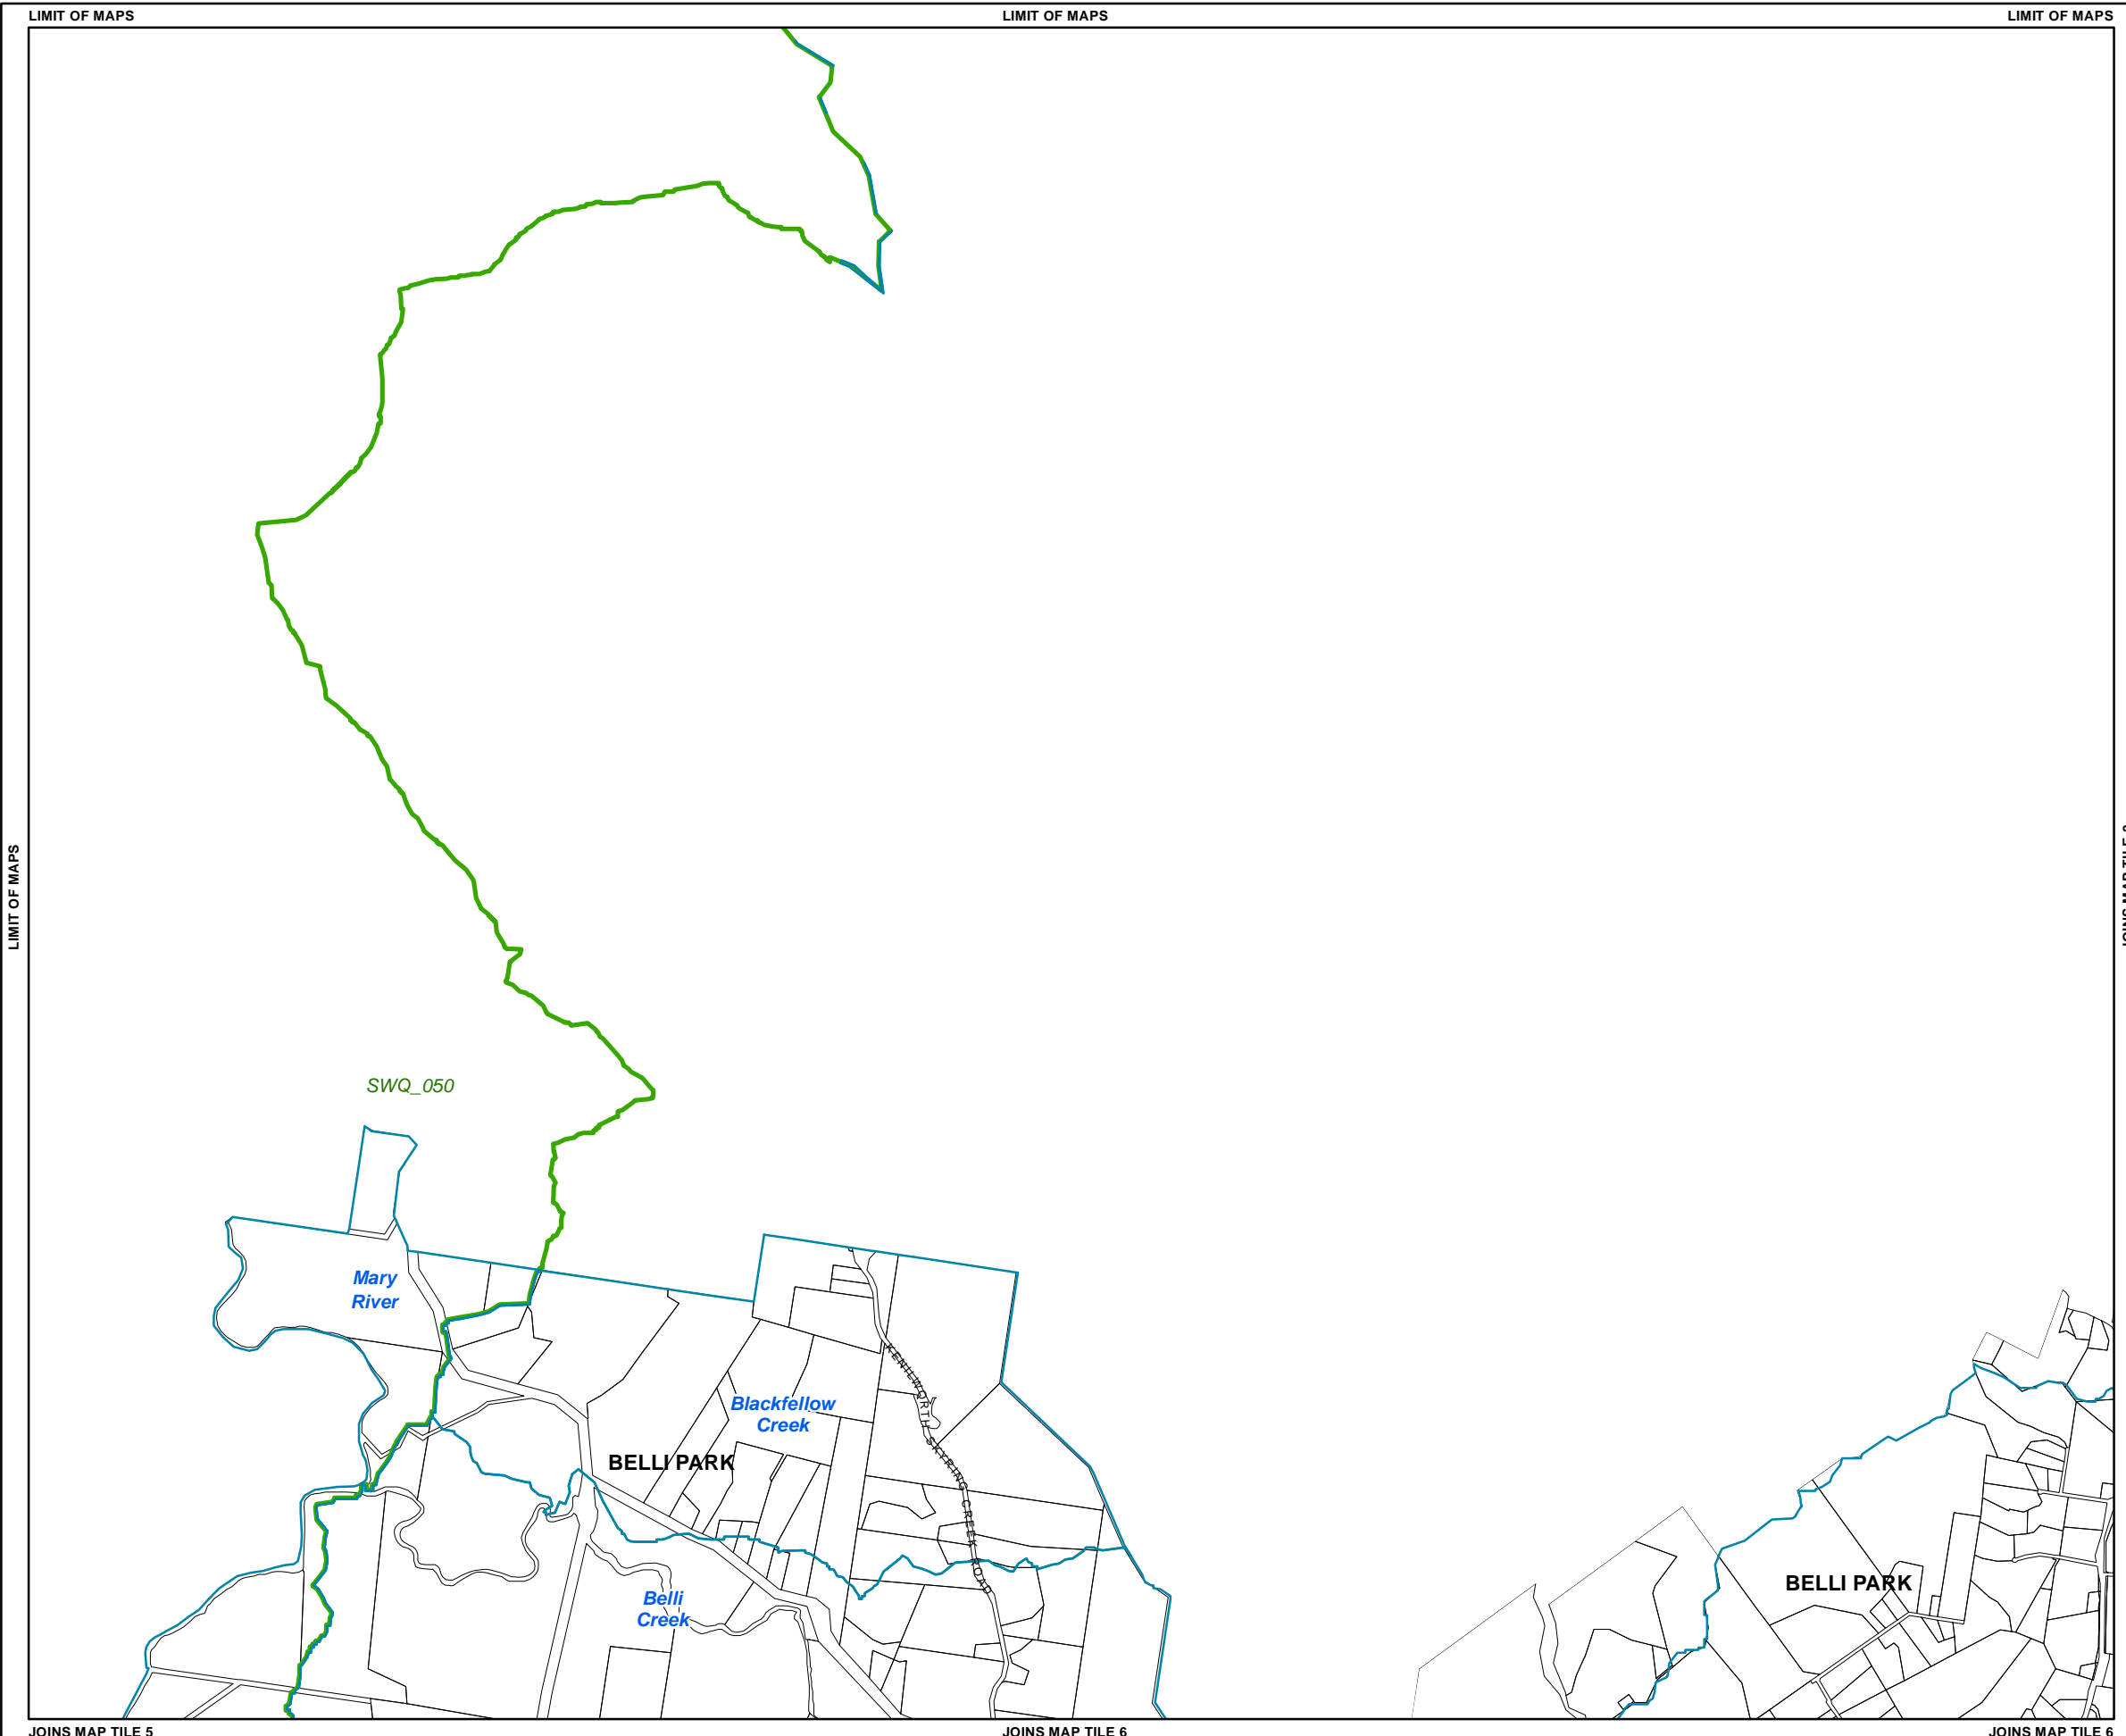 LIMIT OF MAPS
LIMIT OF MAPS
LIMIT OF MAPS
LIMIT OF MAPS
SWQ_050
Mary
River
Blackfellow
Creek
BELLI PARK
KENILWORTH SKYRING CREEK ROAD
Belli
Creek
BELLI PARK
JOINS MAP TILE 5
JOINS MAP TILE 6
JOINS MAP TILE 6